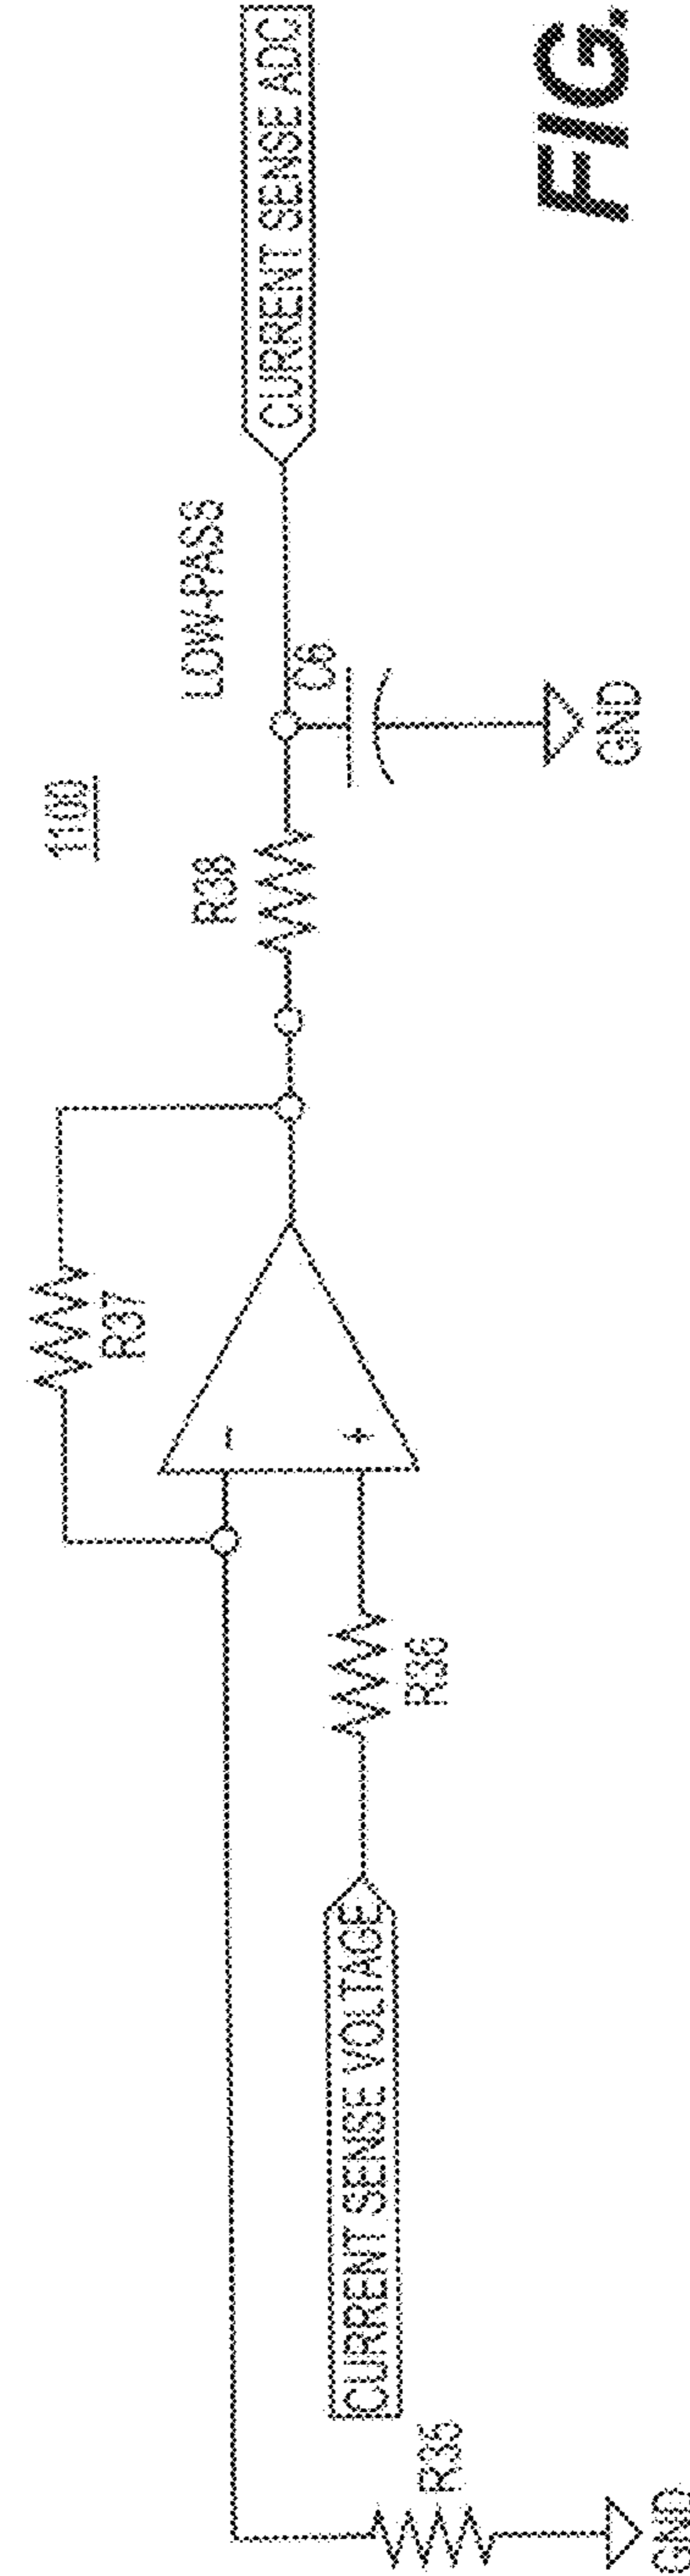 1100
R37
LOW-PASS
R38
CURRENT SENSE ADC
-
+
C6
R36
CURRENT SENSE VOLTAGE
R35
GND
GND
FIG.